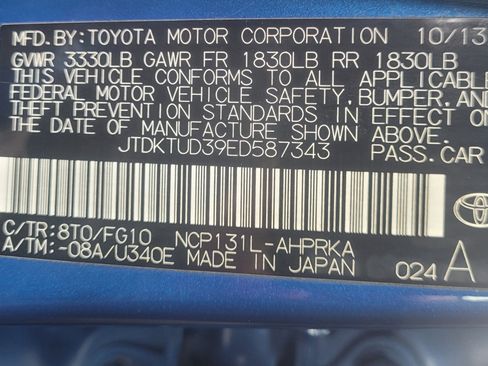 MFD. BY: TOYOTA MOTOR CORPORATION 10/13
GVWR 3330LB GAWR FR 1830LB RR 1830LB
THIS VEHICLE CONFORMS TO ALL APPLICABLE
FEDERAL MOTOR VEHICLE SAFETY, BUMPER, AND
THEFT PREVENTION STANDARDS IN EFFECT ON
THE DATE OF MANUFACTURE SHOWN ABOVE.
JTDKTUD39ED587343 PASS. CAR
C/TR: 8T0/FG10 NCP131L-AHPRKA
A/TM: -08A/U340E MADE IN JAPAN 024 A